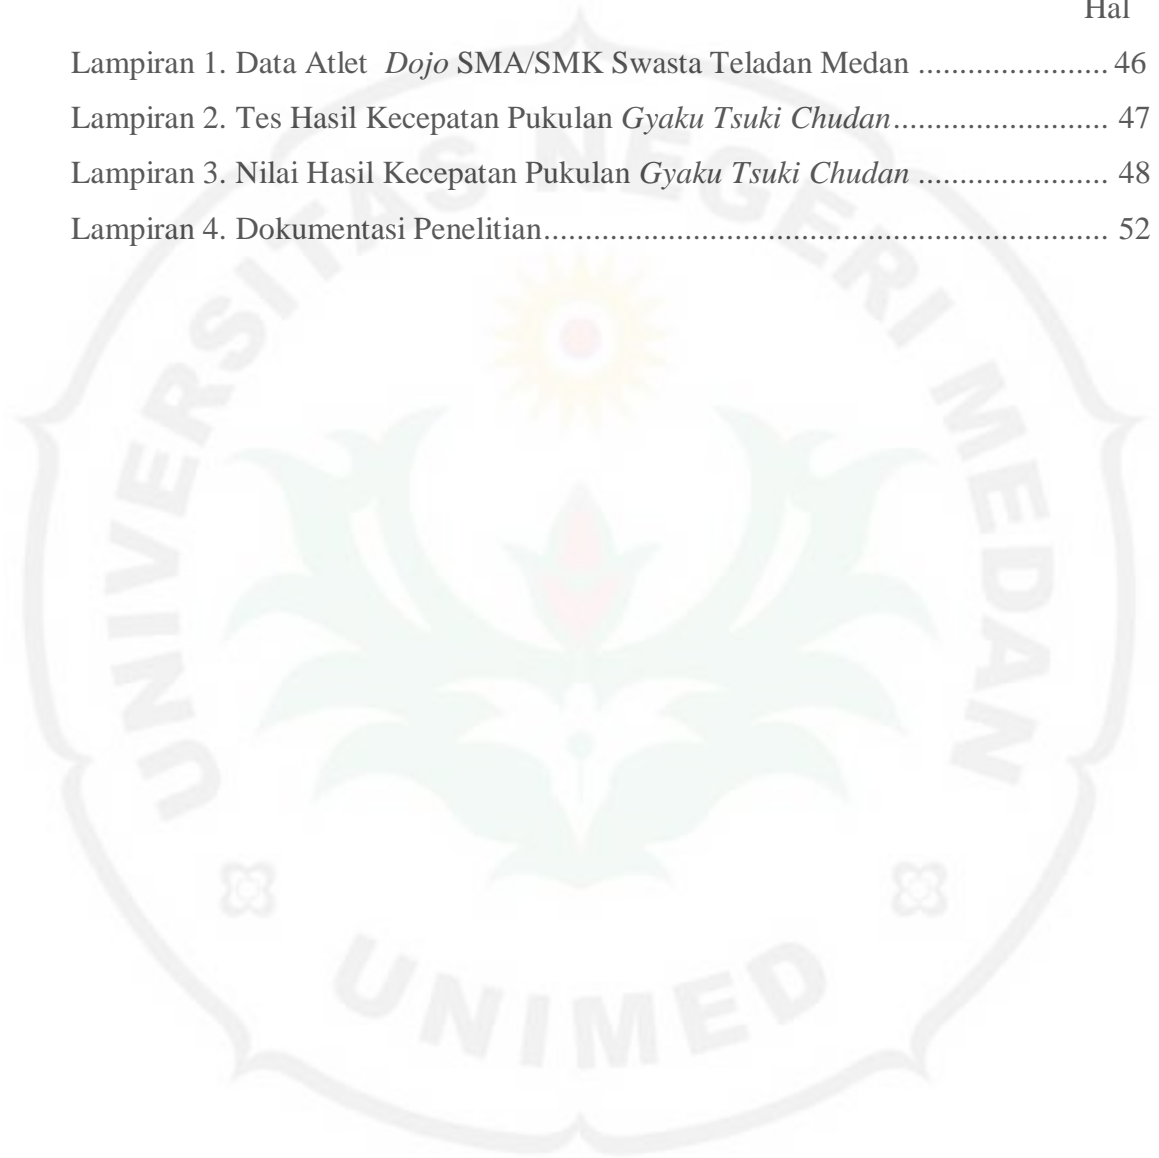 Hal
Lampiran 1. Data Atlet Dojo SMA/SMK Swasta Teladan Medan ....................... 46
Lampiran 2. Tes Hasil Kecepatan Pukulan Gyaku Tsuki Chudan.......................... 47
Lampiran 3. Nilai Hasil Kecepatan Pukulan Gyaku Tsuki Chudan ....................... 48
Lampiran 4. Dokumentasi Penelitian..................................................................... 52
UNIVERSITAS NEGERI MEDAN
UNIMED